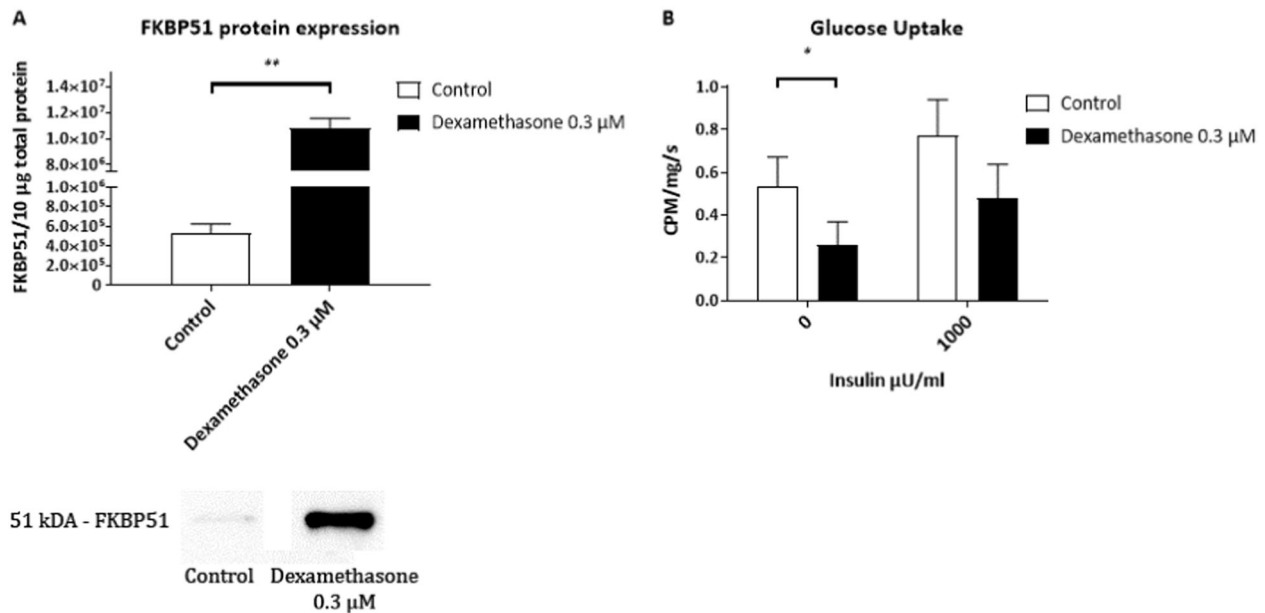 A
FKBP51 protein expression
**
FKBP51/10 µg total protein
1.4×10⁷
1.2×10⁷
1.0×10⁷
8.0×10⁶
1.0×10⁶
8.0×10⁵
6.0×10⁵
4.0×10⁵
2.0×10⁵
0
Control
Dexamethasone 0.3 µM
Control
Dexamethasone 0.3 µM
51 kDA - FKBP51
Control
Dexamethasone
0.3 µM
B
Glucose Uptake
*
CPM/mg/s
1.0
0.8
0.6
0.4
0.2
0.0
0
1000
Insulin µU/ml
Control
Dexamethasone 0.3 µM